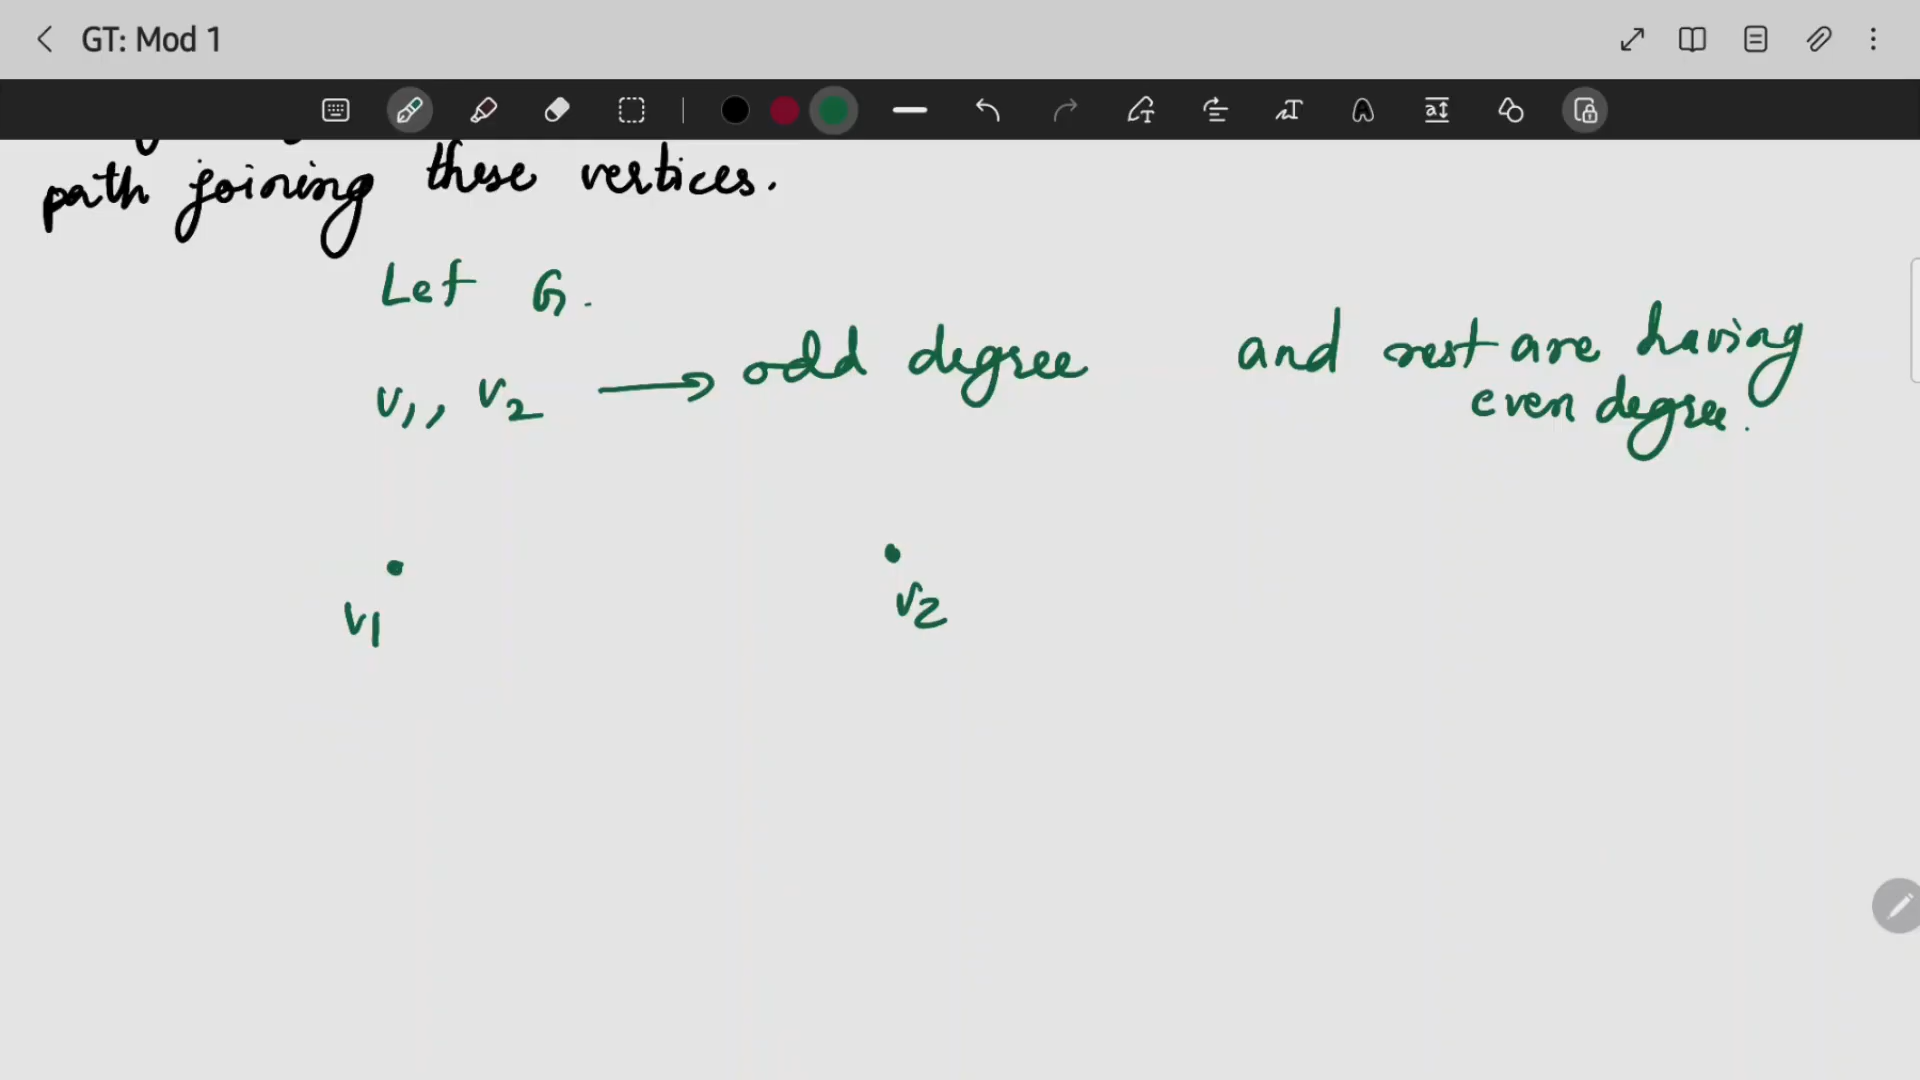 GT: Mod 1
path joining these vertices.
Let G.
v1, v2 → odd degree and rest are having
even degree.
v1 v2